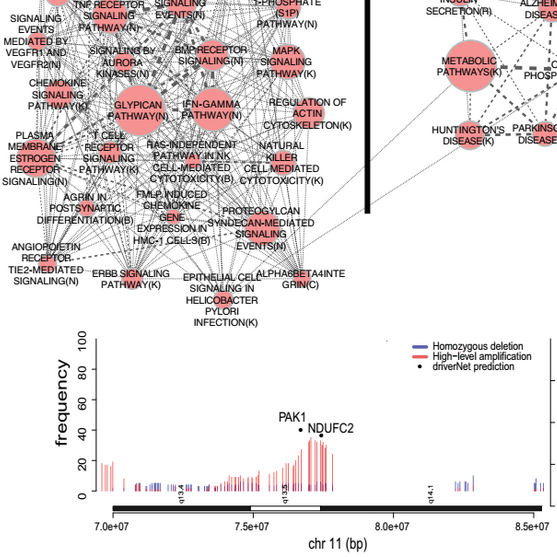 TNF RECEPTOR
SIGNALING
PATHWAY(N)
SIGNALING
EVENTS(N)
1-PHOSPHATE
(S1P)
PATHWAY(N)
INSULIN
SECRETION(R)
ALZHEIM
DISEAS
SIGNALING
EVENTS
MEDIATED BY
VEGFR1 AND
VEGFR2(N)
SIGNALING BY
AURORA
KINASES(N)
BMP RECEPTOR
SIGNALING(N)
MAPK
SIGNALING
PATHWAY(K)
METABOLIC
PATHWAYS(K)
PHOSP
CHEMOKINE
SIGNALING
PATHWAY(K)
GLYPICAN
PATHWAY(N)
IFN-GAMMA
PATHWAY(N)
REGULATION OF
ACTIN
CYTOSKELETON(K)
HUNTINGTON'S
DISEASE(K)
PARKINSO
DISEASE
PLASMA
MEMBRANE
ESTROGEN
RECEPTOR
SIGNALING(N)
T CELL
RECEPTOR
SIGNALING
PATHWAY(K)
RAS-INDEPENDENT
PATHWAY IN NK
CELL-MEDIATED
CYTOTOXICITY(B)
NATURAL
KILLER
CELL MEDIATED
CYTOTOXICITY(K)
AGRIN IN
POSTSYNAPTIC
DIFFERENTIATION(B)
FMLP INDUCED
CHEMOKINE
GENE
EXPRESSION IN
HMC-1 CELLS(B)
PROTEOGLYCAN
SYNDECAN-MEDIATED
SIGNALING
EVENTS(N)
ANGIOPOIETIN
RECEPTOR
TIE2-MEDIATED
SIGNALING(N)
ERBB SIGNALING
PATHWAY(K)
EPITHELIAL CELL
SIGNALING IN
HELICOBACTER
PYLORI
INFECTION(K)
ALPHA6BETA4INTE
GRIN(C)
frequency
100
80
60
40
20
0
Homozygous deletion
High-level amplification
driverNet prediction
PAK1
NDUFC2
q13.4
q13.5
q14.1
7.0e+07
7.5e+07
8.0e+07
8.5e+07
chr 11 (bp)